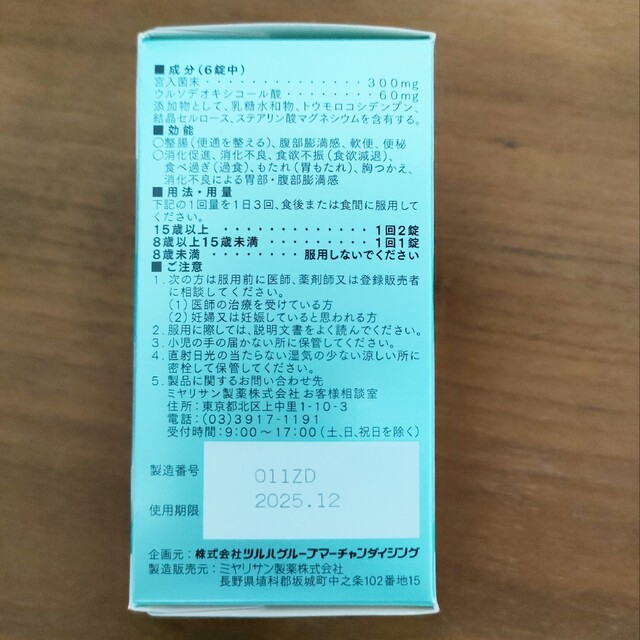 ■成分(6錠中)
宮入菌末・・・・・・・・・・・・・・・300mg
ウルソデオキシコール酸・・・・・・・・60mg
添加物として、乳糖水和物、トウモロコシデンプン、
結晶セルロース、ステアリン酸マグネシウムを含有する。
■効能
○整腸(便通を整える)、腹部膨満感、軟便、便秘
○消化促進、消化不良、食欲不振(食欲減退)、
食べ過ぎ(過食)、もたれ(胃もたれ)、胸つかえ、
消化不良による胃部・腹部膨満感
■用法・用量
下記の1回量を1日3回、食後または食間に服用して
ください。
15歳以上・・・・・・・・・・・・・1回2錠
8歳以上15歳未満・・・・・・・・・・1回1錠
8歳未満・・・・・・・・服用しないでください
■ご注意
1. 次の方は服用前に医師、薬剤師又は登録販売者
に相談してください。
(1)医師の治療を受けている方
(2)妊婦又は妊娠していると思われる方
2. 服用に際しては、説明文書をよく読んでください。
3. 小児の手の届かない所に保管してください。
4. 直射日光の当たらない湿気の少ない涼しい所に
密栓して保管してください。
5. 製品に関するお問い合わせ先
ミヤリサン製薬株式会社 お客様相談室
住所:東京都北区上中里1-10-3
電話:(03)3917-1191
受付時間:9:00~17:00(土、日、祝日を除く)
製造番号 011ZD
使用期限 2025.12
企画元:株式会社ツルハグループマーチャンダイジング
製造販売元:ミヤリサン製薬株式会社
長野県埴科郡坂城町中之条102番地15